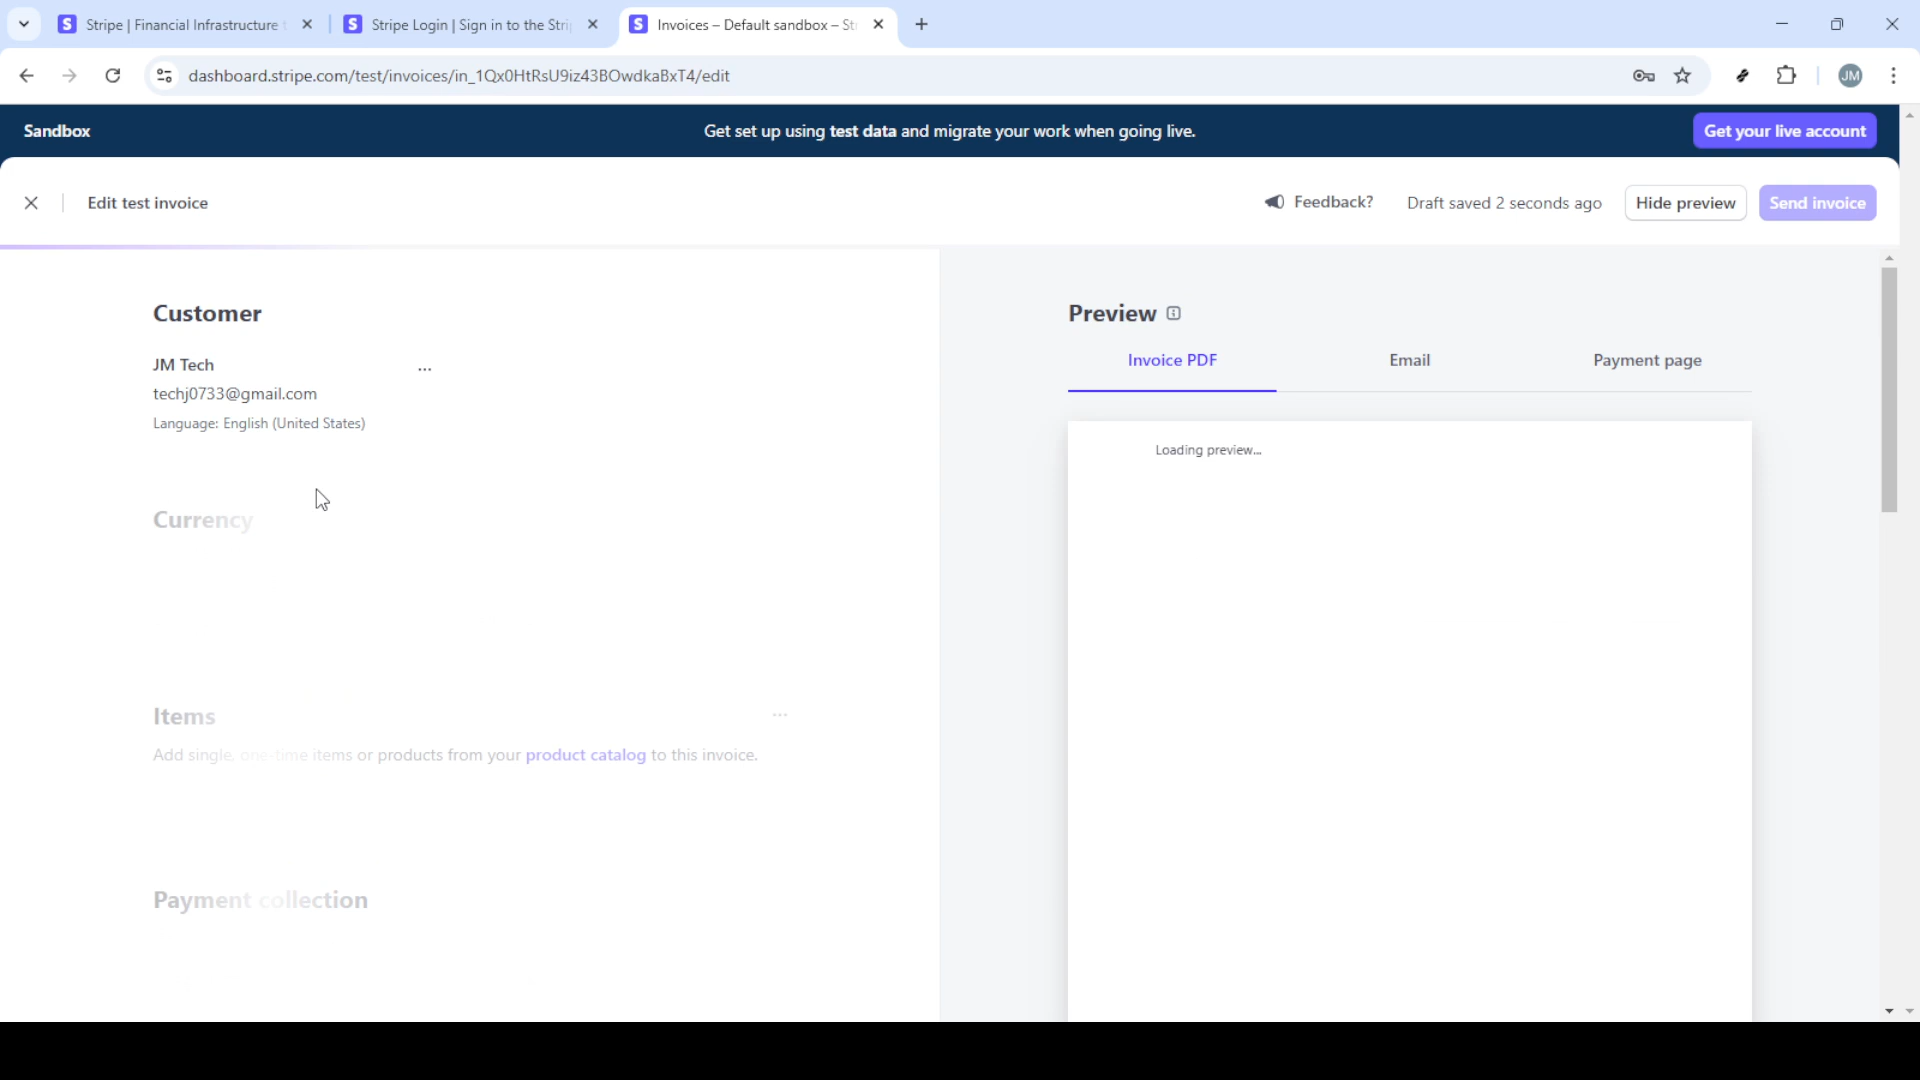 Stripe | Financial Infrastructure t
Stripe Login | Sign in to the Stri
Invoices – Default sandbox – St
dashboard.stripe.com/test/invoices/in_1Qx0HtRsU9iz43BOwdkaBxT4/edit
JM
Sandbox
Get set up using test data and migrate your work when going live.
Get your live account
Edit test invoice
Feedback?
Draft saved 2 seconds ago
Hide preview
Send invoice
Customer
JM Tech
...
techj0733@gmail.com
Language: English (United States)
Currency
Items
...
Add single, one-time items or products from your product catalog to this invoice.
Payment collection
Preview
Invoice PDF
Email
Payment page
Loading preview...